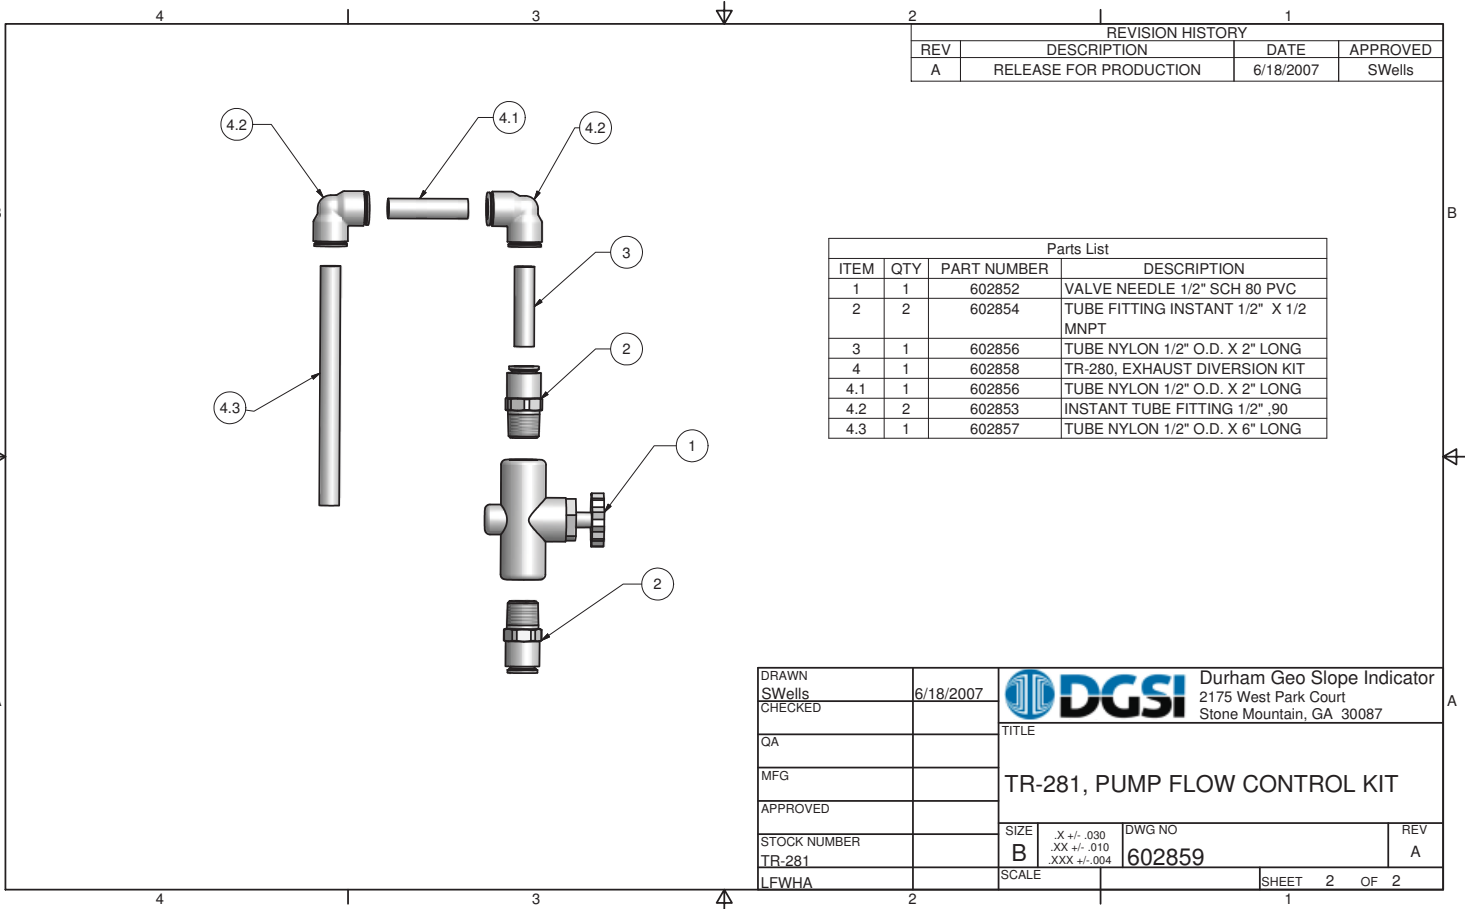 4 3 2 1
REVISION HISTORY
REV DESCRIPTION DATE APPROVED
A RELEASE FOR PRODUCTION 6/18/2007 SWells
4.2
4.1
4.2
B
3
2
4.3
1
2
Parts List
ITEM QTY PART NUMBER DESCRIPTION
1 1 602852 VALVE NEEDLE 1/2" SCH 80 PVC
2 2 602854 TUBE FITTING INSTANT 1/2" X 1/2
MNPT
3 1 602856 TUBE NYLON 1/2" O.D. X 2" LONG
4 1 602858 TR-280, EXHAUST DIVERSION KIT
4.1 1 602856 TUBE NYLON 1/2" O.D. X 2" LONG
4.2 2 602853 INSTANT TUBE FITTING 1/2" ,90
4.3 1 602857 TUBE NYLON 1/2" O.D. X 6" LONG
DRAWN
SWells 6/18/2007
CHECKED
QA
MFG
APPROVED
STOCK NUMBER
TR-281
LFWHA
DGSI
Durham Geo Slope Indicator
2175 West Park Court
Stone Mountain, GA 30087
A
TITLE
TR-281, PUMP FLOW CONTROL KIT
SIZE
B
.X +/- .030
.XX +/- .010
.XXX +/-.004
DWG NO
602859
REV
A
SCALE
SHEET 2 OF 2
4 3 2 1